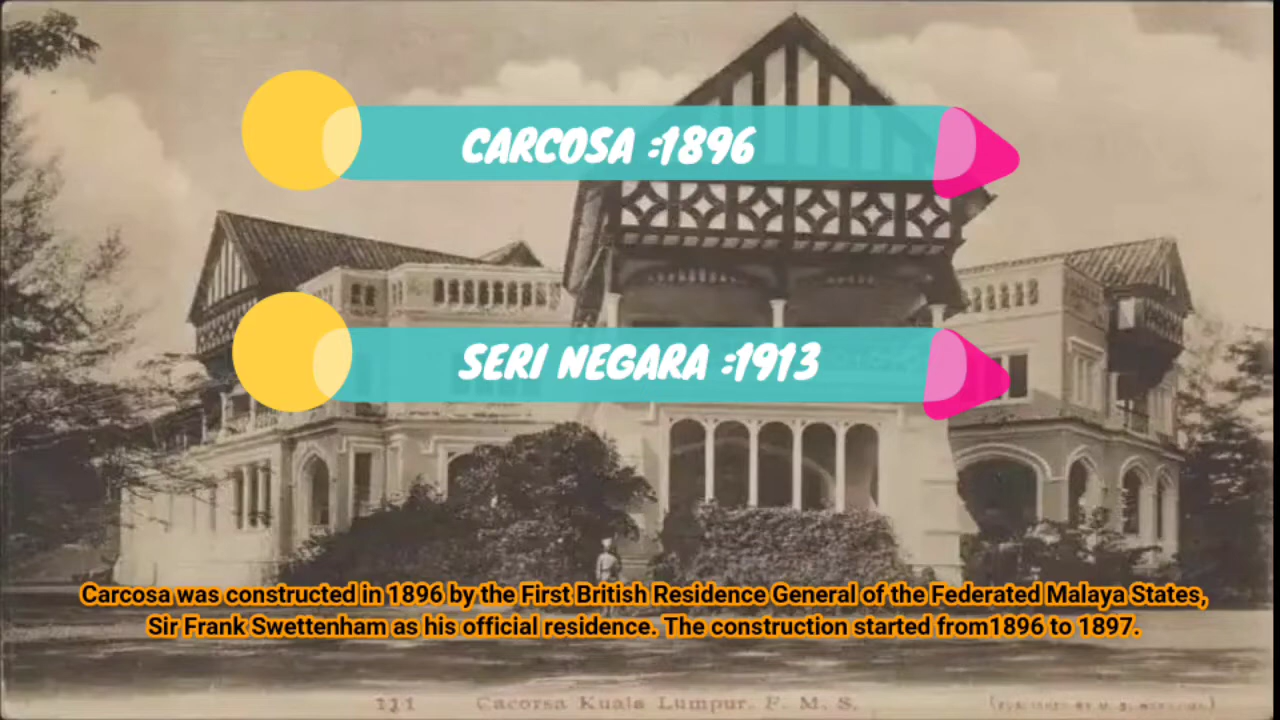 CARCOSA :1896
SERI NEGARA :1913
Carcosa was constructed in 1896 by the First British Residence General of the Federated Malaya States,
Sir Frank Swettenham as his official residence. The construction started from1896 to 1897.
131 Cacorsa Kuala Lumpur. F. M. S.